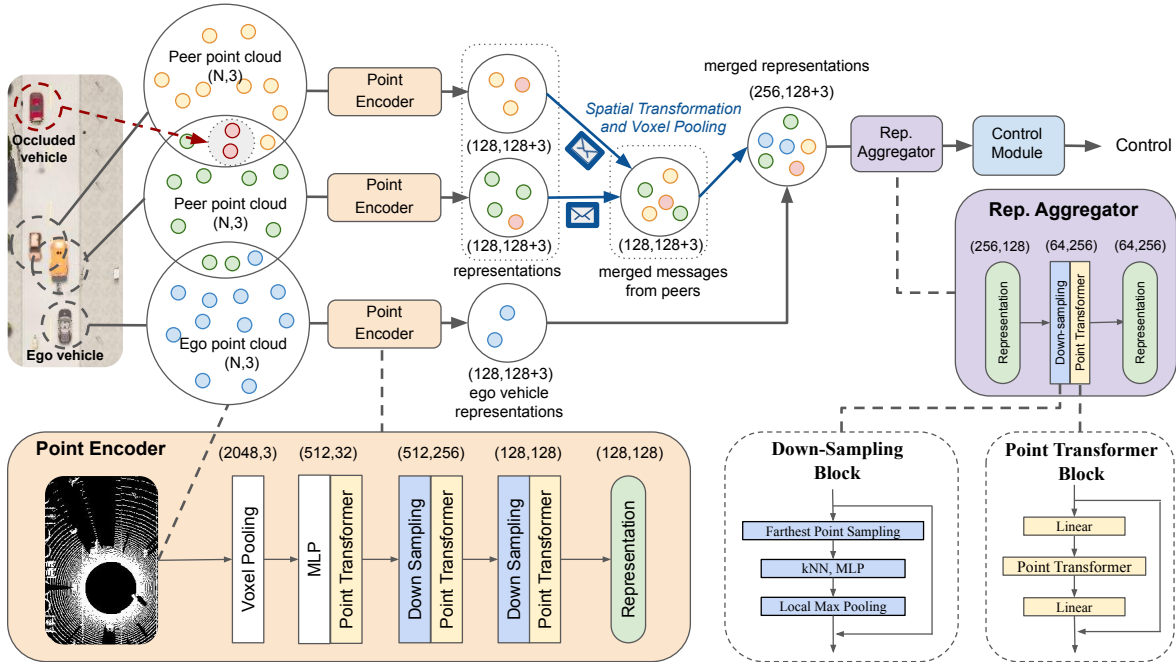 Occluded
vehicle
Ego vehicle
Peer point cloud
(N,3)
Peer point cloud
(N,3)
Ego point cloud
(N,3)
Point
Encoder
Point
Encoder
Point
Encoder
(128,128+3)
(128,128+3)
representations
(128,128+3)
ego vehicle
representations
Spatial Transformation
and Voxel Pooling
(128,128+3)
merged messages
from peers
merged representations
(256,128+3)
Rep.
Aggregator
Control
Module
Control
Rep. Aggregator
(256,128)
(64,256)
(64,256)
Representation
Down-sampling
Point Transformer
Representation
Point Encoder
(2048,3)
(512,32)
(512,256)
(128,128)
(128,128)
Voxel Pooling
MLP
Point Transformer
Down Sampling
Point Transformer
Down Sampling
Point Transformer
Representation
Down-Sampling
Block
Farthest Point Sampling
kNN, MLP
Local Max Pooling
Point Transformer
Block
Linear
Point Transformer
Linear